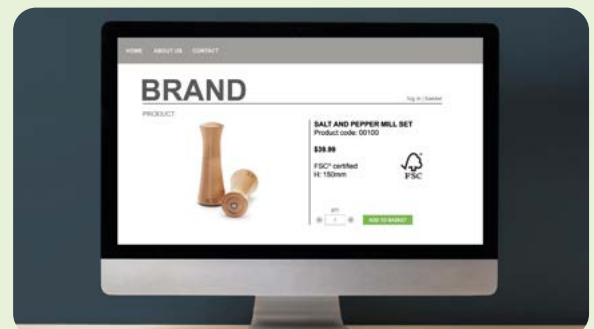 HOME ABOUT US CONTACT
BRAND
log in | basket
PRODUCT
SALT AND PEPPER MILL SET
Product code: 00100
$39.99
FSC® certified
H: 150mm
FSC
QTY
ADD TO BASKET